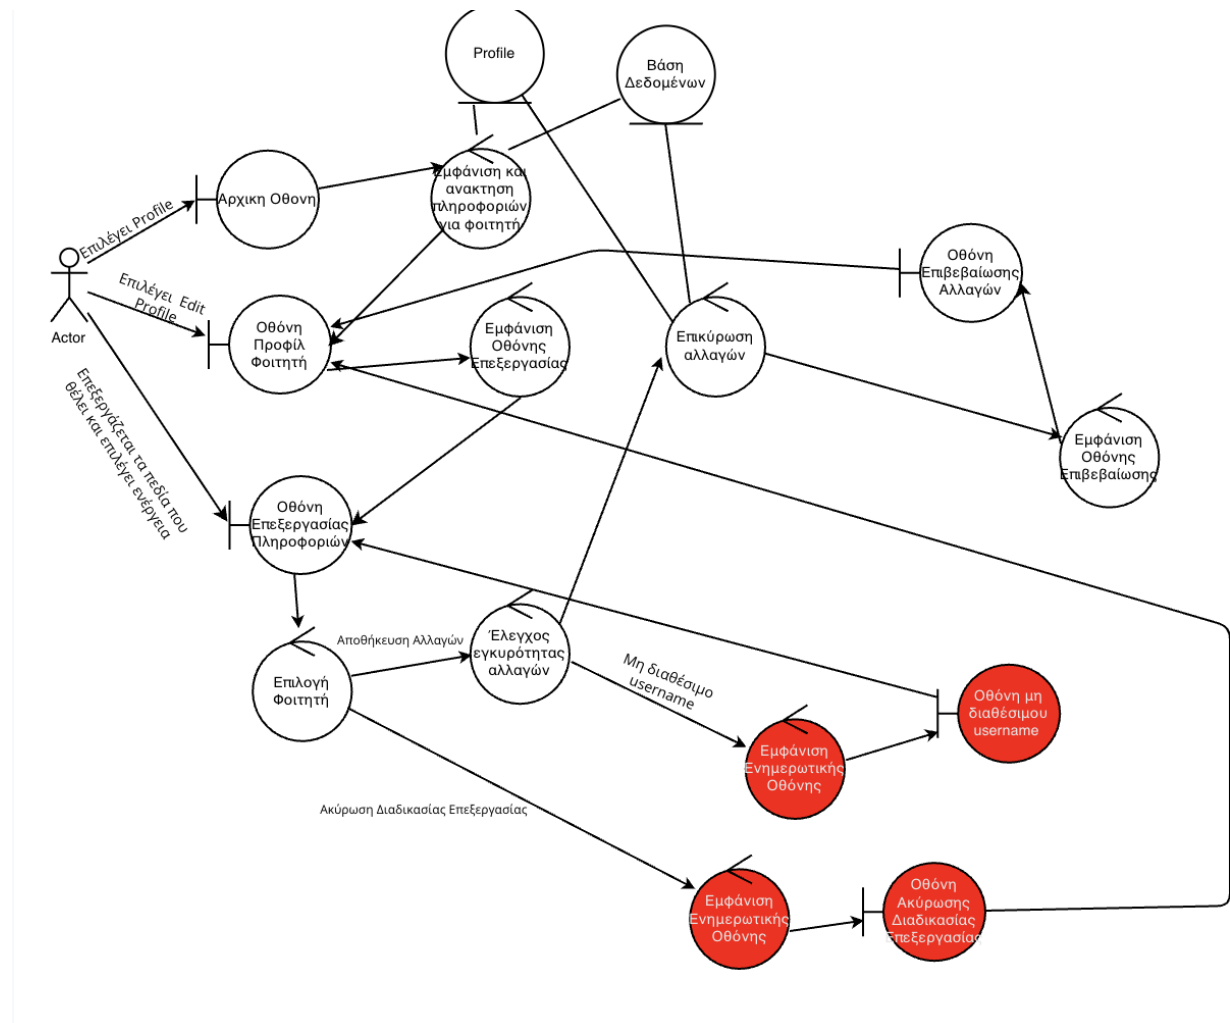 Profile
Βάση
Δεδομένων
Αρχικη Οθονη
Εμφάνιση και
ανακτηση
πληροφοριών
για φοιτητή
Επιλέγει Profile
Actor
Επιλέγει Edit
Profile
Οθόνη
Προφίλ
Φοιτητή
Εμφάνιση
Οθόνης
Επεξεργασίας
Επικύρωση
αλλαγών
Οθόνη
Επιβεβαίωσης
Αλλαγών
Εμφάνιση
Οθόνης
Επιβεβαίωσης
Επεξεργάζεται τα πεδία που
θέλει και επιλέγει ενέργεια
Οθόνη
Επεξεργασίας
Πληροφοριών
Επιλογή
Φοιτητή
Αποθήκευση Αλλαγών
Έλεγχος
εγκυρότητας
αλλαγών
Μη διαθέσιμο
username
Εμφάνιση
Ενημερωτικής
Οθόνης
Οθόνη μη
διαθέσιμου
username
Ακύρωση Διαδικασίας Επεξεργασίας
Εμφάνιση
Ενημερωτικής
Οθόνης
Οθόνη
Ακύρωσης
Διαδικασίας
Επεξεργασίας